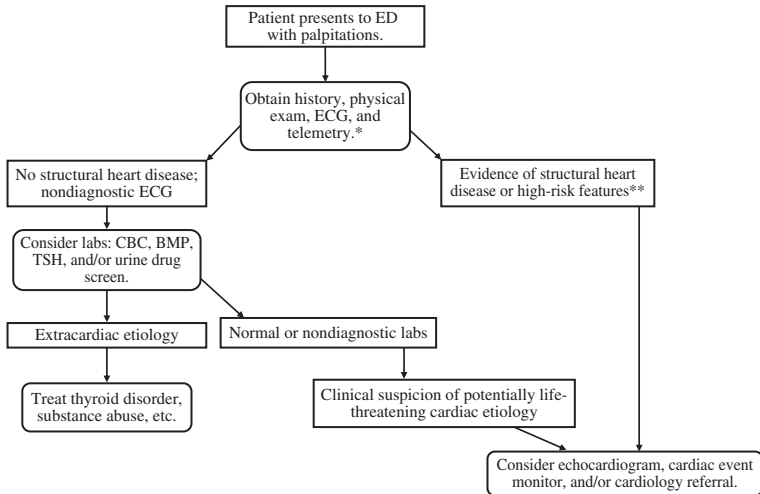 Patient presents to ED
with palpitations.
Obtain history, physical
exam, ECG, and
telemetry.*
No structural heart disease;
nondiagnostic ECG
Evidence of structural heart
disease or high-risk features**
Consider labs: CBC, BMP,
TSH, and/or urine drug
screen.
Extracardiac etiology
Normal or nondiagnostic labs
Treat thyroid disorder,
substance abuse, etc.
Clinical suspicion of potentially life-
threatening cardiac etiology
Consider echocardiogram, cardiac event
monitor, and/or cardiology referral.